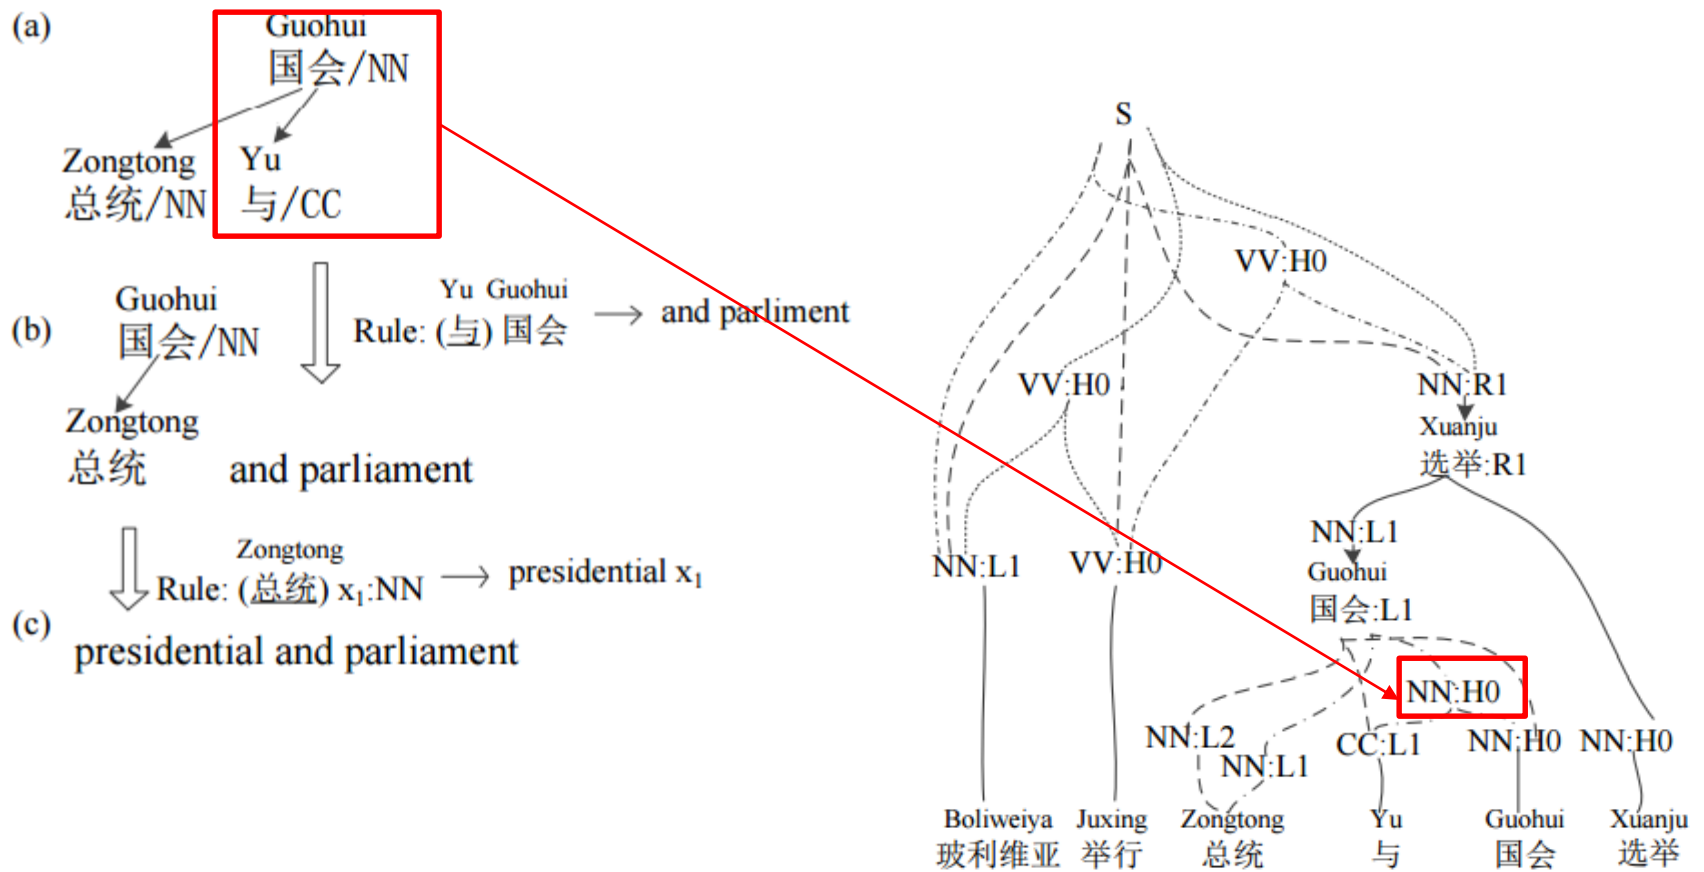 (a)
Guohui
国会/NN
Zongtong
总统/NN
Yu
与/CC
(b)
Guohui
国会/NN
Yu Guohui
Rule: (与) 国会 → and parliment
Zongtong
总统
and parliament
Zongtong
Rule: (总统) x₁:NN → presidential x₁
(c)
presidential and parliament
S
VV:H0
VV:H0
NN:R1
Xuanju
选举:R1
NN:L1
VV:H0
NN:L1
Guohui
国会:L1
NN:H0
NN:L2
NN:L1
CC:L1
NN:H0
NN:H0
Boliweiya
玻利维亚
Juxing
举行
Zongtong
总统
Yu
与
Guohui
国会
Xuanju
选举